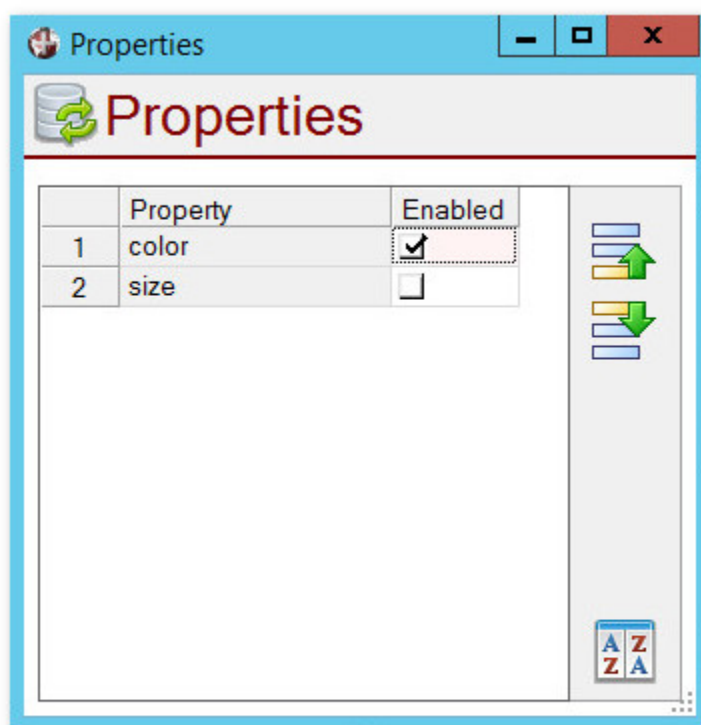 Properties
Properties
Property Enabled
1 color
2 size
A Z
Z A